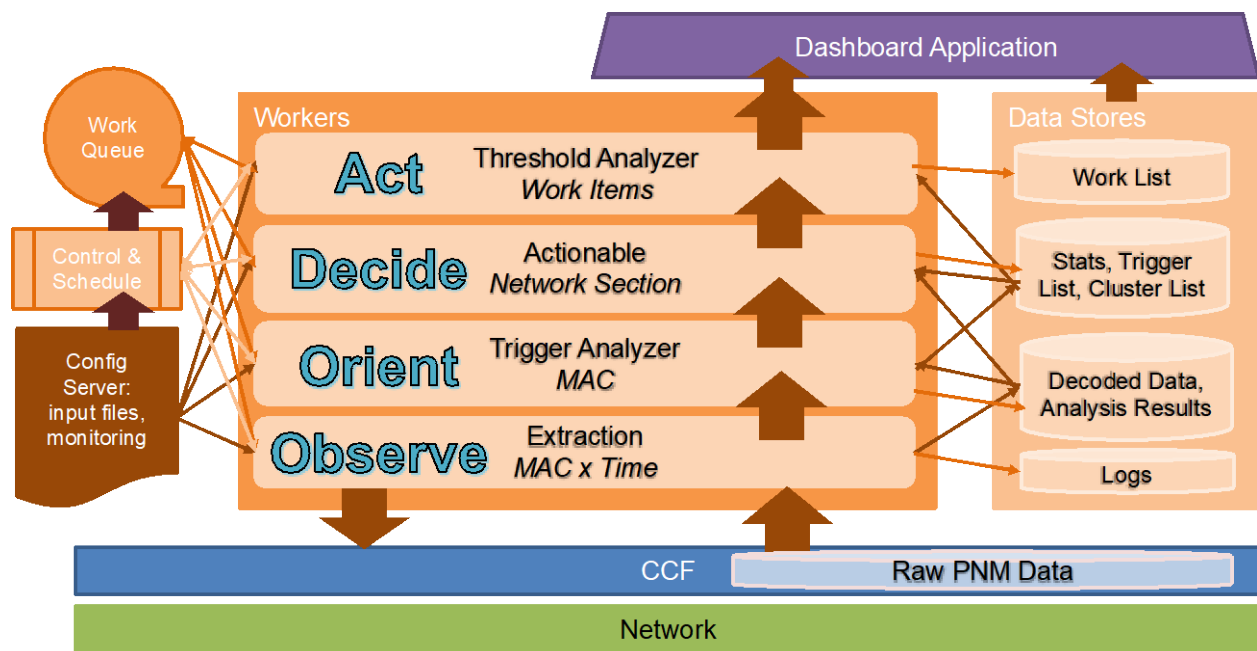 Dashboard Application
Work
Queue
Control &
Schedule
Config
Server:
input files,
monitoring
Workers
Act
Threshold Analyzer
Work Items
Decide
Actionable
Network Section
Orient
Trigger Analyzer
MAC
Observe
Extraction
MAC x Time
Data Stores
Work List
Stats, Trigger
List, Cluster List
Decoded Data,
Analysis Results
Logs
CCF
Raw PNM Data
Network